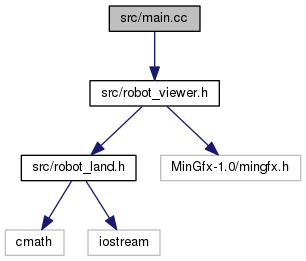 src/main.cc
src/robot_viewer.h
src/robot_land.h
MinGfx-1.0/mingfx.h
cmath
iostream